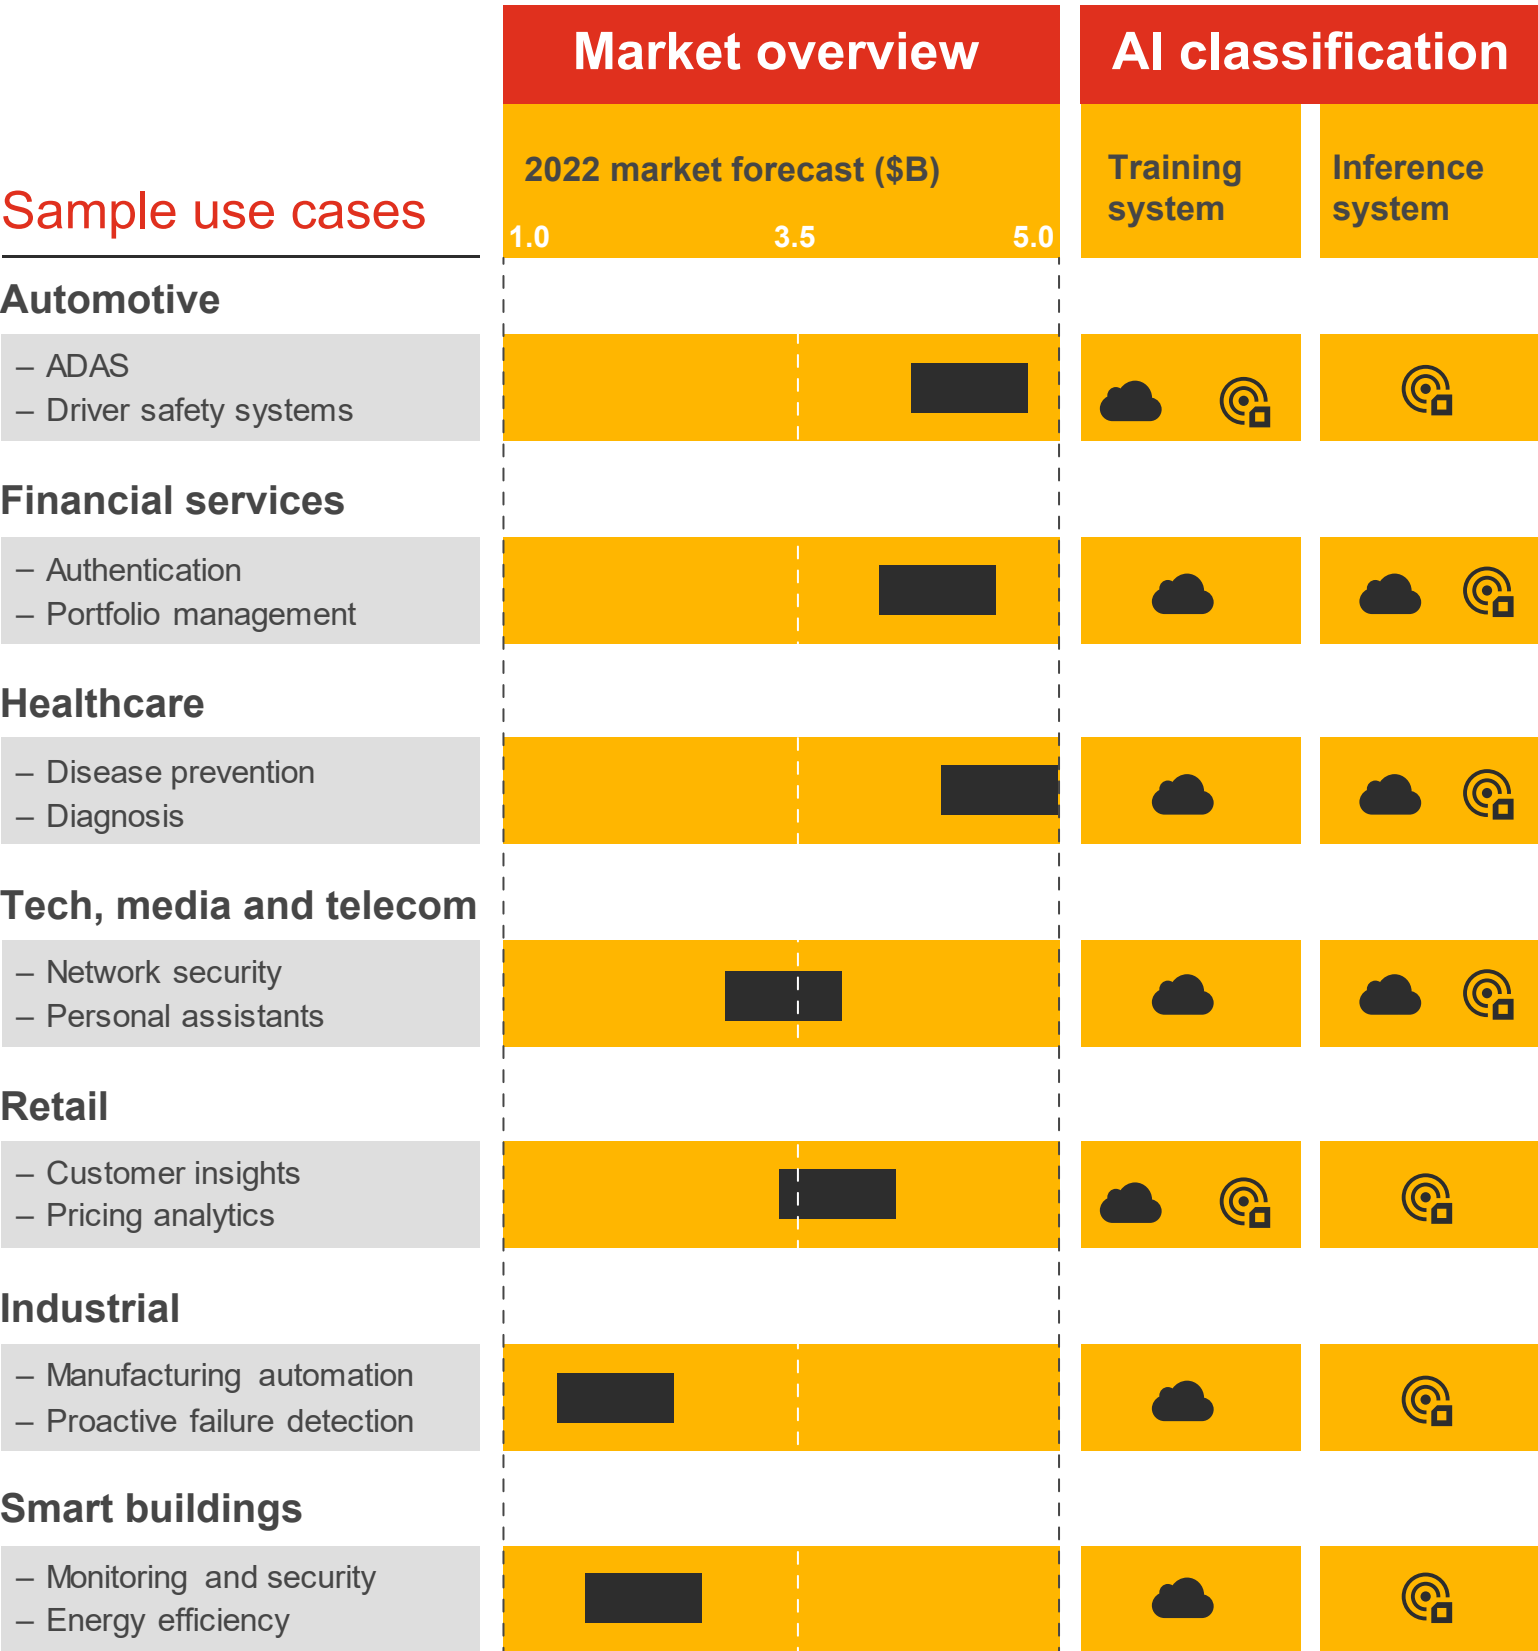 Market overview
AI classification
2022 market forecast ($B)
Training
system
Inference
system
Sample use cases
1.0 3.5 5.0
Automotive
– ADAS
– Driver safety systems
Financial services
– Authentication
– Portfolio management
Healthcare
– Disease prevention
– Diagnosis
Tech, media and telecom
– Network security
– Personal assistants
Retail
– Customer insights
– Pricing analytics
Industrial
– Manufacturing automation
– Proactive failure detection
Smart buildings
– Monitoring and security
– Energy efficiency